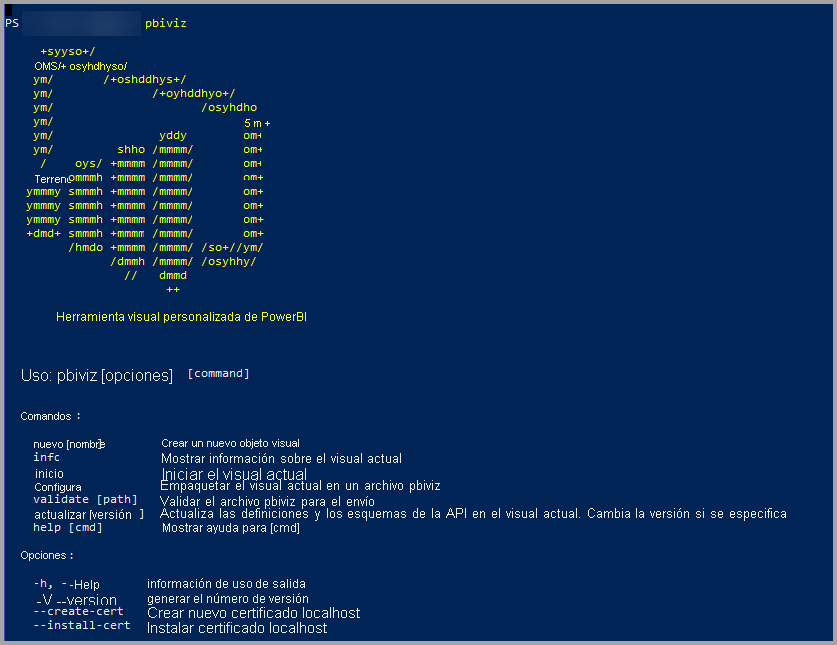 PS pbiviz
+syyso+/
OMS/+ osyhdhyso/
ym/ /+oshddhys+/
ym/ /+oyhddhyo+/
ym/ /osyhdho
ym/ 5 m +
ym/ yddy om+
ym/ shho /mmmm/ om+
/ oys/ +mmmm /mmmm/ om+
Terreno ommmh +mmmm /mmmm/ om+
ymmmy smmmh +mmmm /mmmm/ om+
ymmmy smmmh +mmmm /mmmm/ om+
ymmmy smmmh +mmmm /mmmm/ om+
+dmd+ smmmh +mmmm /mmmm/ om+
/hmdo +mmmm /mmmm/ /so+//ym/
/dmmh /mmmm/ /osyhhy/
// dmmd
++
Herramienta visual personalizada de PowerBI
Uso: pbiviz [opciones] [command]
Comandos :
nuevo [nombre Crear un nuevo objeto visual
infc Mostrar información sobre el visual actual
inicio Iniciar el visual actual
Configura Empaquetar el visual actual en un archivo pbiviz
validate [path] Validar el archivo pbiviz para el envío
actualizar [versión ] Actualiza las definiciones y los esquemas de la API en el visual actual. Cambia la versión si se especifica
help [cmd] Mostrar ayuda para [cmd]
Opciones :
-h, --Help información de uso de salida
-V --version generar el número de versión
--create-cert Crear nuevo certificado localhost
--install-cert Instalar certificado localhost